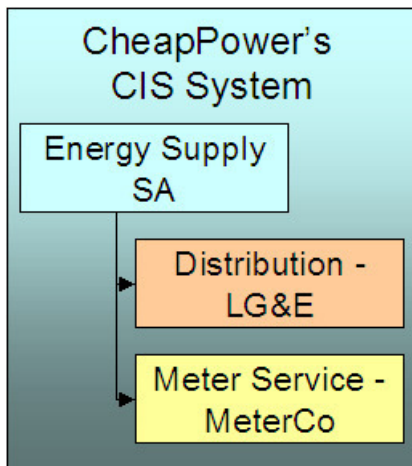 CheapPower's
CIS System
Energy Supply
SA
Distribution -
LG&E
Meter Service -
MeterCo